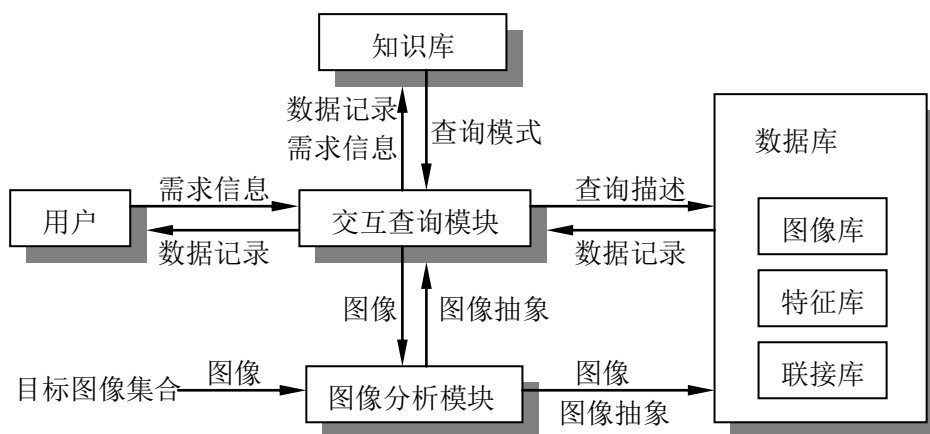 知识库
数据记录
需求信息
查询模式
数据库
用户
需求信息
数据记录
交互查询模块
查询描述
数据记录
图像库
特征库
联接库
图像
图像抽象
目标图像集合
图像
图像分析模块
图像
图像抽象